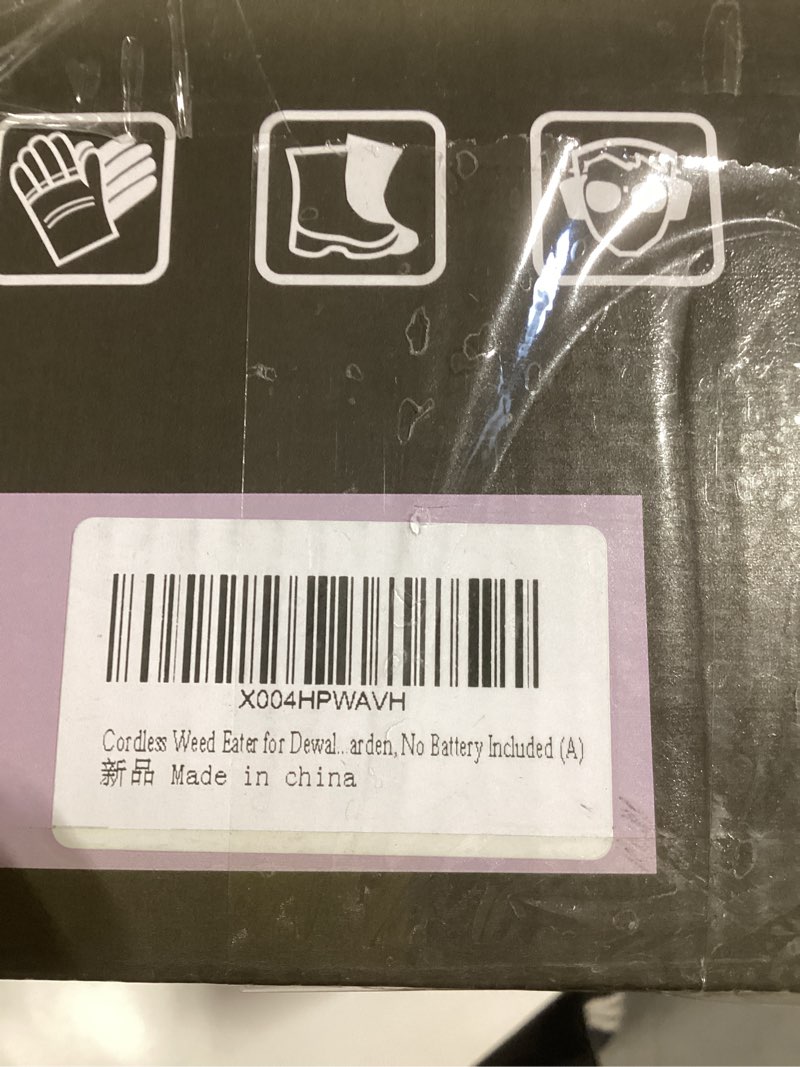 X004HPWAVH
Cordless Weed Eater for Dewal...arden, No Battery Included (A)
新品 Made in china